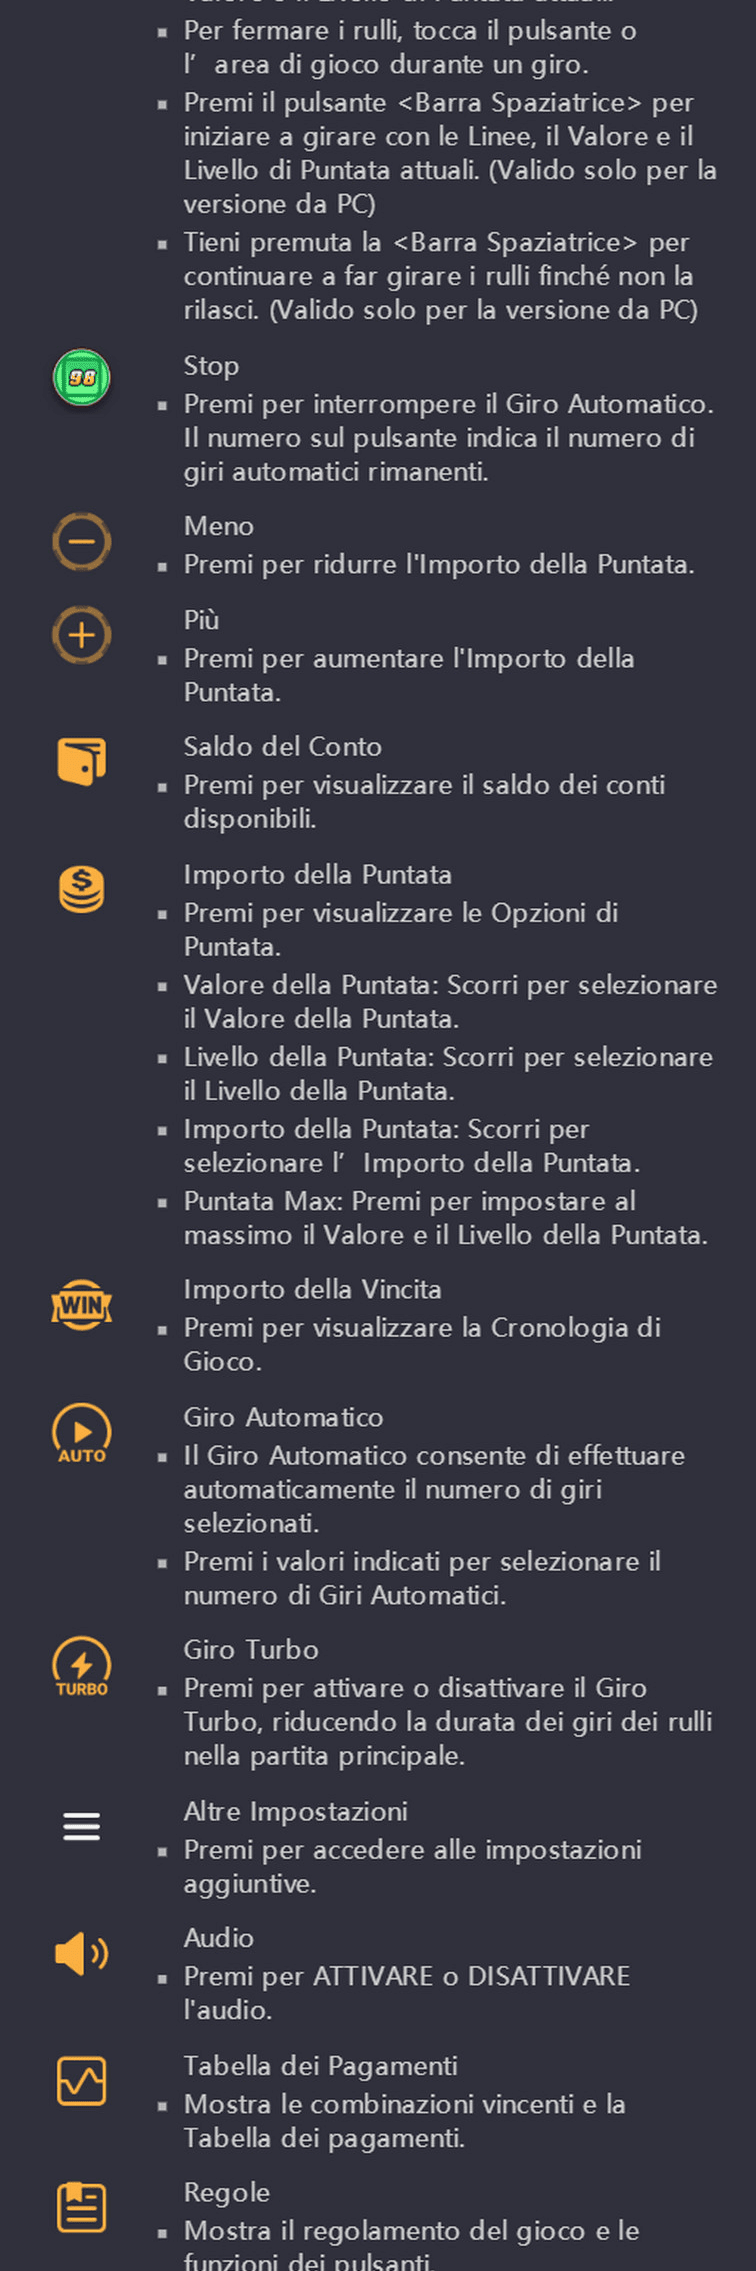 Valore e il Livello di Puntata attuali.
▪ Per fermare i rulli, tocca il pulsante o
l’ area di gioco durante un giro.
▪ Premi il pulsante <Barra Spaziatrice> per
iniziare a girare con le Linee, il Valore e il
Livello di Puntata attuali. (Valido solo per la
versione da PC)
▪ Tieni premuta la <Barra Spaziatrice> per
continuare a far girare i rulli finché non la
rilasci. (Valido solo per la versione da PC)
98
Stop
▪ Premi per interrompere il Giro Automatico.
Il numero sul pulsante indica il numero di
giri automatici rimanenti.
Meno
▪ Premi per ridurre l'Importo della Puntata.
Più
▪ Premi per aumentare l'Importo della
Puntata.
Saldo del Conto
▪ Premi per visualizzare il saldo dei conti
disponibili.
$
Importo della Puntata
▪ Premi per visualizzare le Opzioni di
Puntata.
▪ Valore della Puntata: Scorri per selezionare
il Valore della Puntata.
▪ Livello della Puntata: Scorri per selezionare
il Livello della Puntata.
▪ Importo della Puntata: Scorri per
selezionare l’ Importo della Puntata.
▪ Puntata Max: Premi per impostare al
massimo il Valore e il Livello della Puntata.
WIN
Importo della Vincita
▪ Premi per visualizzare la Cronologia di
Gioco.
AUTO
Giro Automatico
▪ Il Giro Automatico consente di effettuare
automaticamente il numero di giri
selezionati.
▪ Premi i valori indicati per selezionare il
numero di Giri Automatici.
TURBO
Giro Turbo
▪ Premi per attivare o disattivare il Giro
Turbo, riducendo la durata dei giri dei rulli
nella partita principale.
Altre Impostazioni
▪ Premi per accedere alle impostazioni
aggiuntive.
Audio
▪ Premi per ATTIVARE o DISATTIVARE
l'audio.
Tabella dei Pagamenti
▪ Mostra le combinazioni vincenti e la
Tabella dei pagamenti.
Regole
▪ Mostra il regolamento del gioco e le
funzioni dei pulsanti.